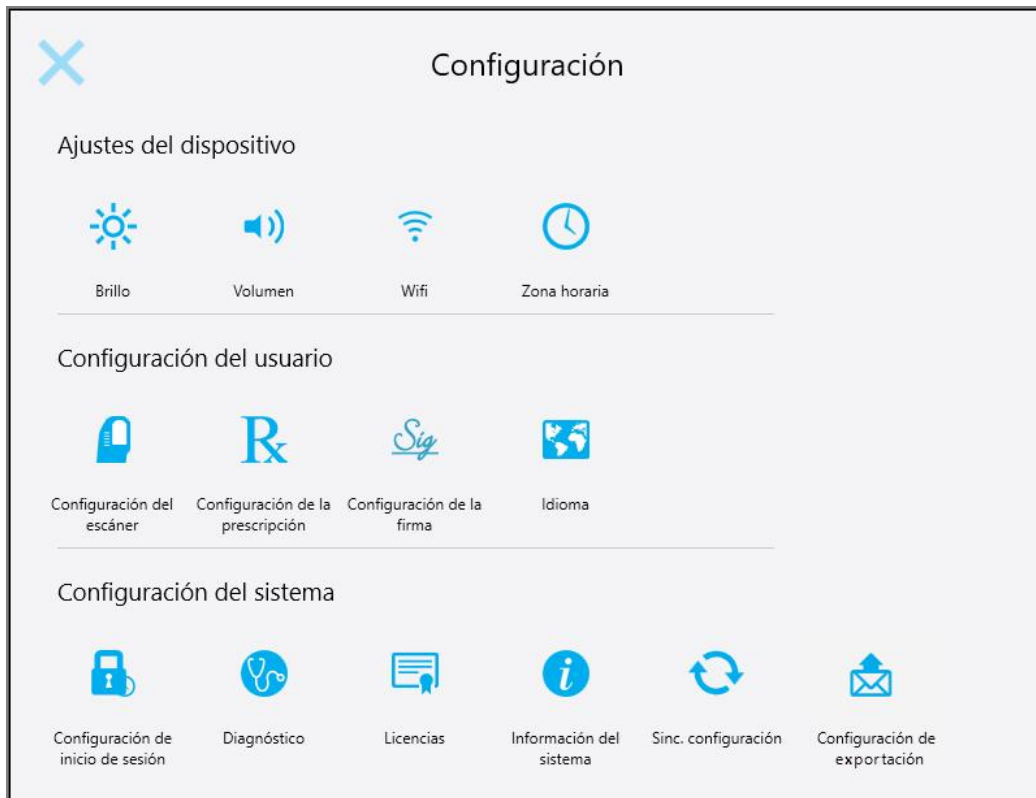 Configuración
Ajustes del dispositivo
Brillo
Volumen
Wifi
Zona horaria
Configuración del usuario
Rx
Sig
Configuración del
escáner
Configuración de la
prescripción
Configuración de la
firma
Idioma
Configuración del sistema
i
Configuración de
inicio de sesión
Diagnóstico
Licencias
Información del
sistema
Sinc. configuración
Configuración de
exportación